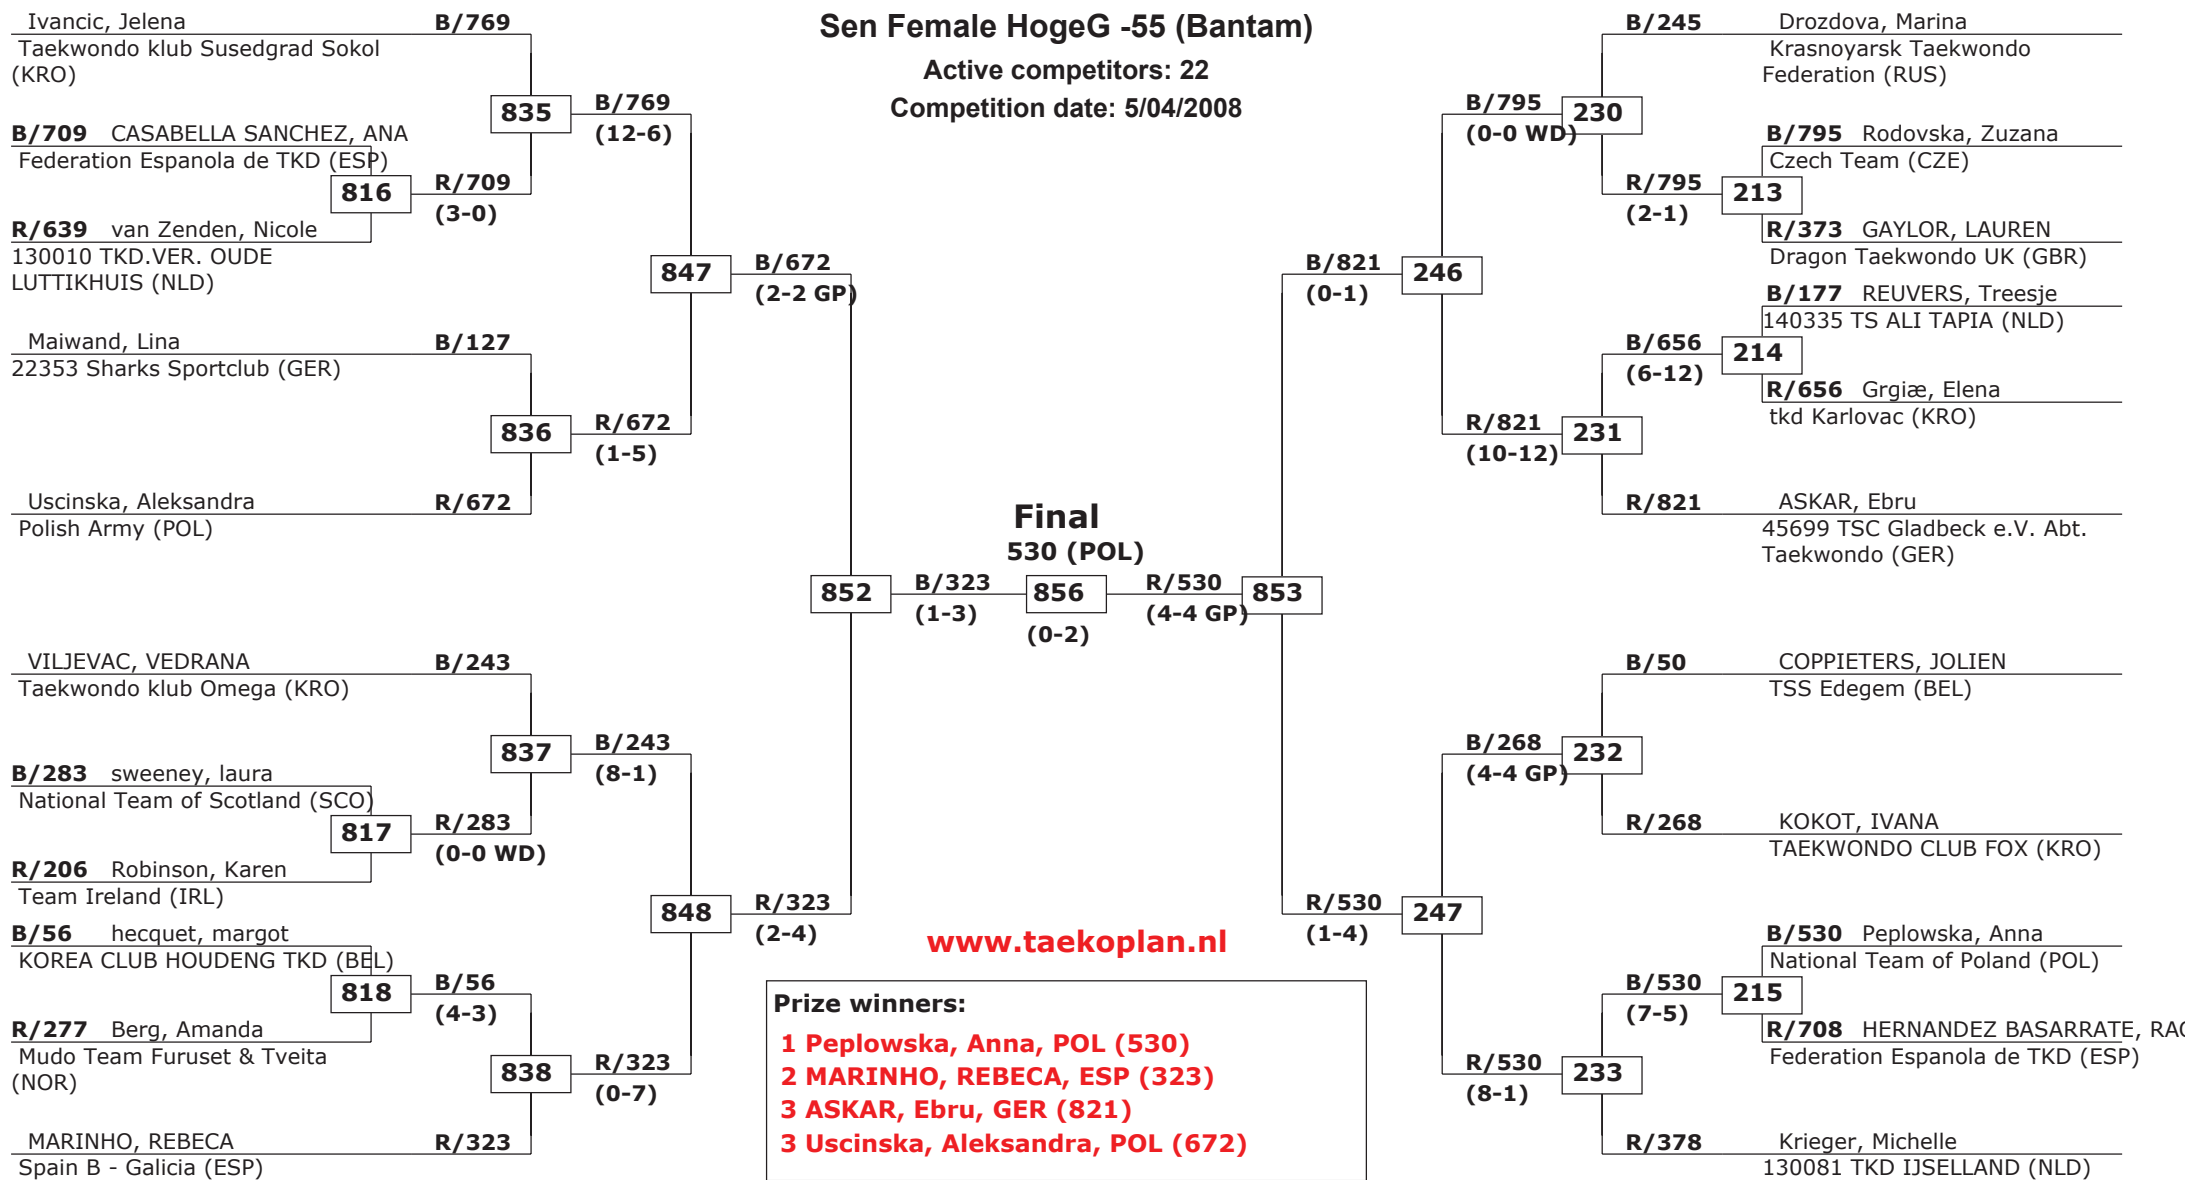 Sen Female HogeG -55 (Bantam)
Active competitors: 22
Competition date: 5/04/2008
Ivancic, Jelena B/769
Taekwondo klub Susedgrad Sokol
(KRO)
835
B/769
(12-6)
B/709 CASABELLA SANCHEZ, ANA
Federation Espanola de TKD (ESP)
816
R/709
(3-0)
R/639 van Zenden, Nicole
130010 TKD.VER. OUDE
LUTTIKHUIS (NLD)
847
B/672
(2-2 GP)
Maiwand, Lina B/127
22353 Sharks Sportclub (GER)
836
R/672
(1-5)
Uscinska, Aleksandra R/672
Polish Army (POL)
852
B/323
(1-3)
VILJEVAC, VEDRANA B/243
Taekwondo klub Omega (KRO)
837
B/243
(8-1)
B/283 sweeney, laura
National Team of Scotland (SCO)
817
R/283
(0-0 WD)
R/206 Robinson, Karen
Team Ireland (IRL)
848
R/323
(2-4)
B/56 hecquet, margot
KOREA CLUB HOUDENG TKD (BEL)
818
B/56
(4-3)
R/277 Berg, Amanda
Mudo Team Furuset & Tveita
(NOR)
838
R/323
(0-7)
MARINHO, REBECA R/323
Spain B - Galicia (ESP)
Final
530 (POL)
856
(0-2)
R/530
(4-4 GP)
853
B/245 Drozdova, Marina
Krasnoyarsk Taekwondo
Federation (RUS)
B/795
(0-0 WD)
230
B/795 Rodovska, Zuzana
Czech Team (CZE)
R/795
(2-1)
213
R/373 GAYLOR, LAUREN
Dragon Taekwondo UK (GBR)
B/821
(0-1)
246
B/177 REUVERS, Treesje
140335 TS ALI TAPIA (NLD)
B/656
(6-12)
214
R/656 Grgiæ, Elena
tkd Karlovac (KRO)
R/821
(10-12)
231
R/821 ASKAR, Ebru
45699 TSC Gladbeck e.V. Abt.
Taekwondo (GER)
B/50 COPPIETERS, JOLIEN
TSS Edegem (BEL)
B/268
(4-4 GP)
232
R/268 KOKOT, IVANA
TAEKWONDO CLUB FOX (KRO)
R/530
(1-4)
247
B/530 Peplowska, Anna
National Team of Poland (POL)
B/530
(7-5)
215
R/708 HERNANDEZ BASARRATE,
Federation Espanola de TKD (ESP)
R/530
(8-1)
233
R/378 Krieger, Michelle
130081 TKD IJSELLAND (NLD)
www.taekoplan.nl
Prize winners:
1 Peplowska, Anna, POL (530)
2 MARINHO, REBECA, ESP (323)
3 ASKAR, Ebru, GER (821)
3 Uscinska, Aleksandra, POL (672)